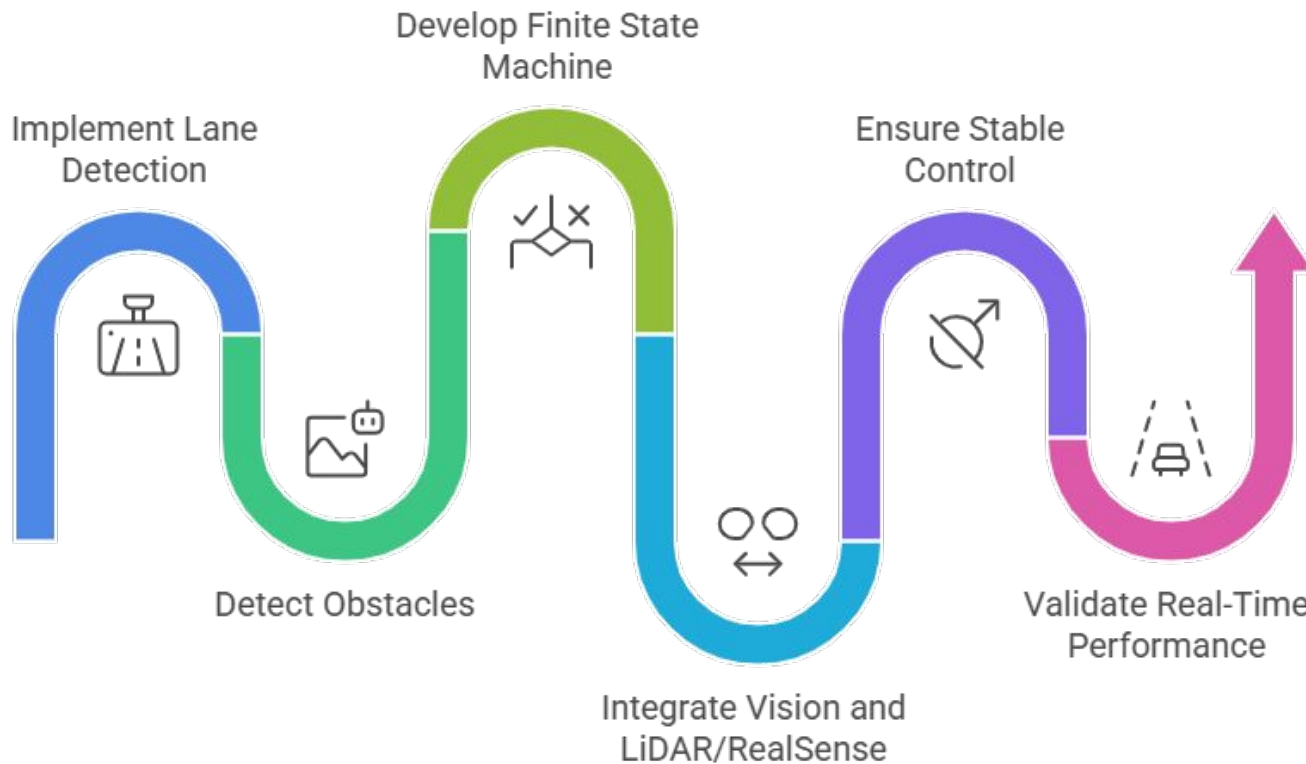 Develop Finite State
Machine
Implement Lane
Detection
Ensure Stable
Control
Detect Obstacles
Validate Real-Time
Performance
Integrate Vision and
LiDAR/RealSense